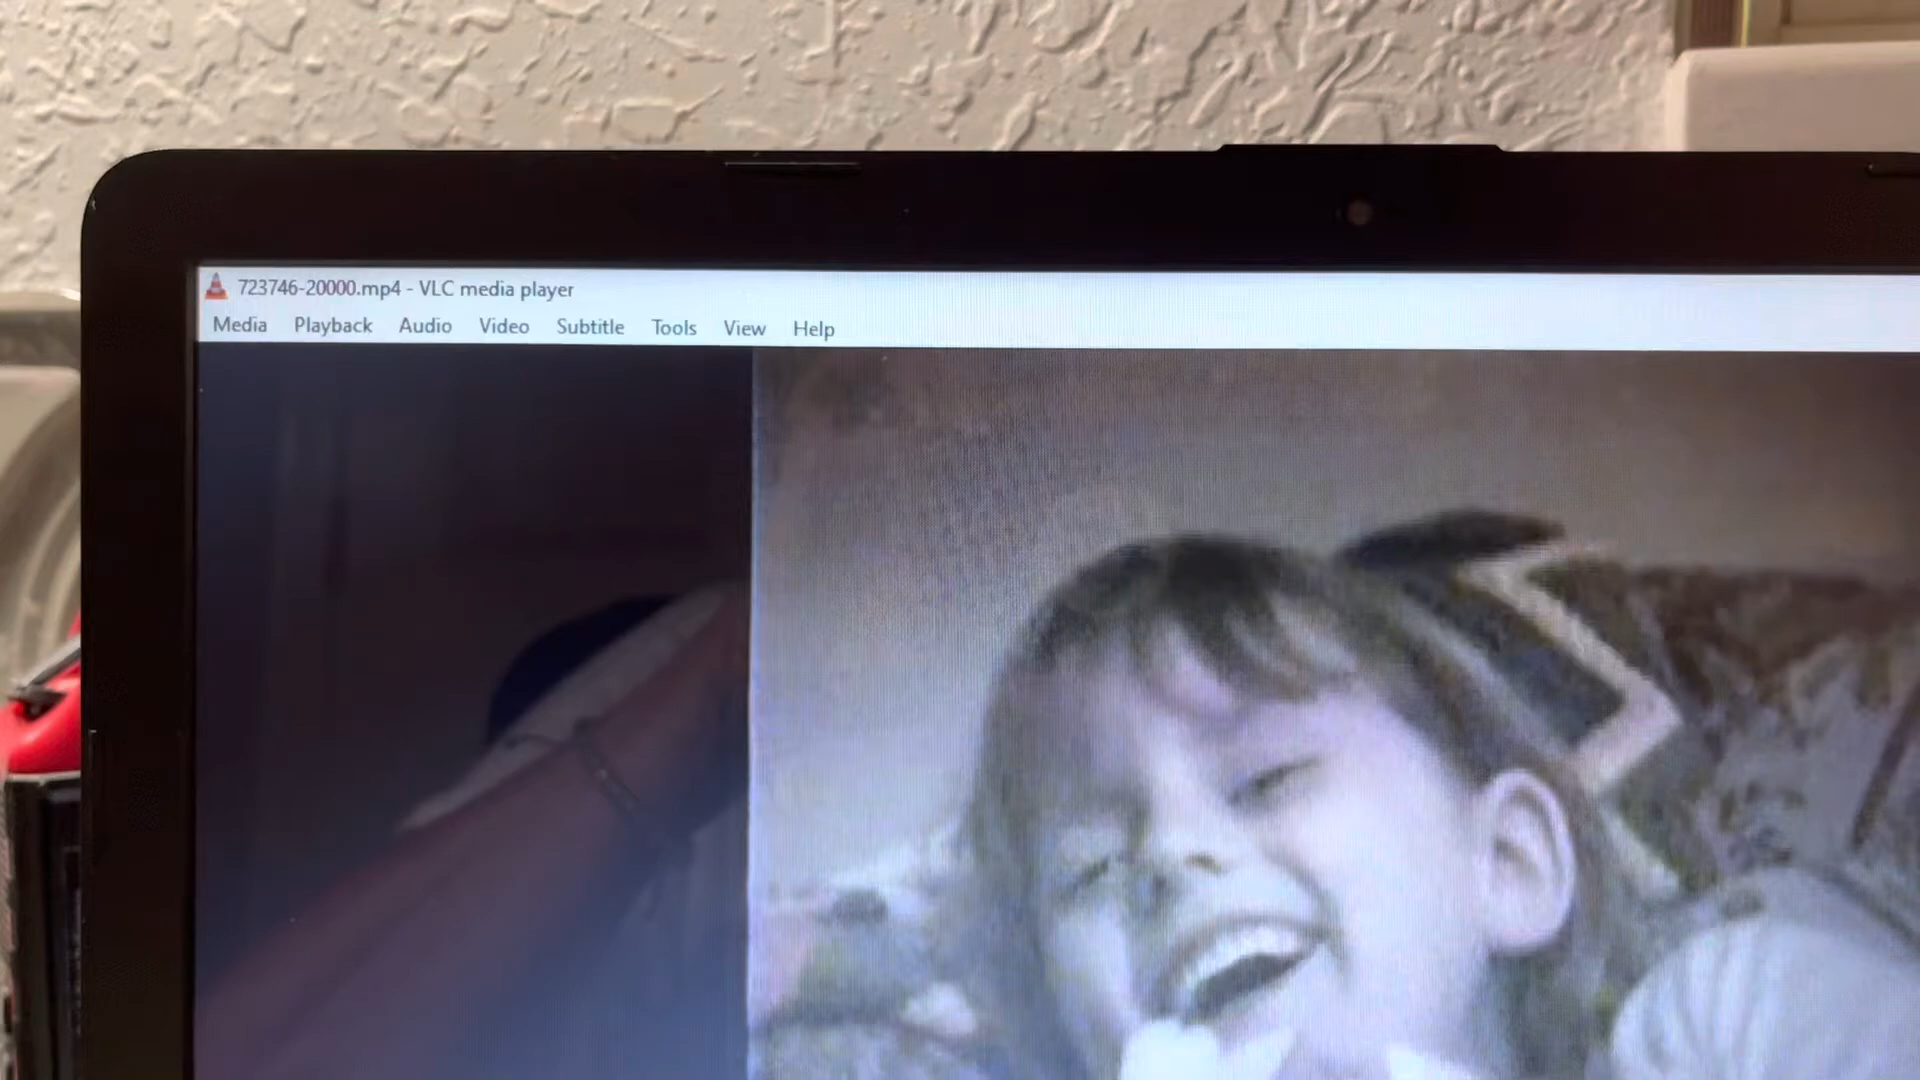 723746-20000.mp4 - VLC media player
Media Playback Audio Video Subtitle Tools View Help